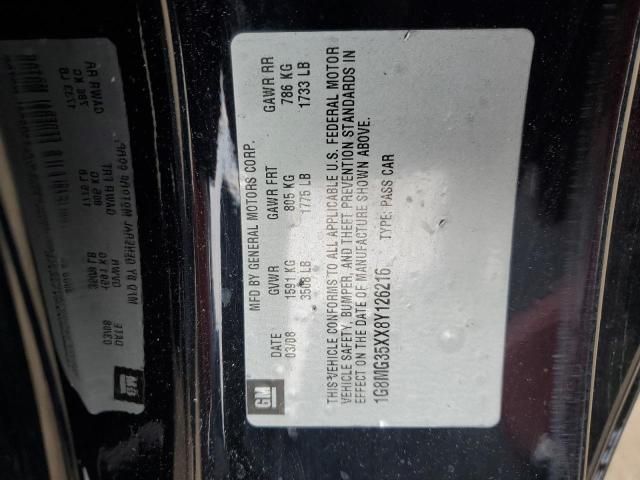 GM
MFD BY GENERAL MOTORS CORP.
DATE GVWR GAWR FRT GAWR RR
03/08 1591 KG 805 KG 786 KG
3508 LB 1775 LB 1733 LB
THIS VEHICLE CONFORMS TO ALL APPLICABLE U.S. FEDERAL MOTOR
VEHICLE SAFETY, BUMPER, AND THEFT PREVENTION STANDARDS IN
EFFECT ON THE DATE OF MANUFACTURE SHOWN ABOVE.
1G8MG35XX8Y126216 TYPE: PASS CAR